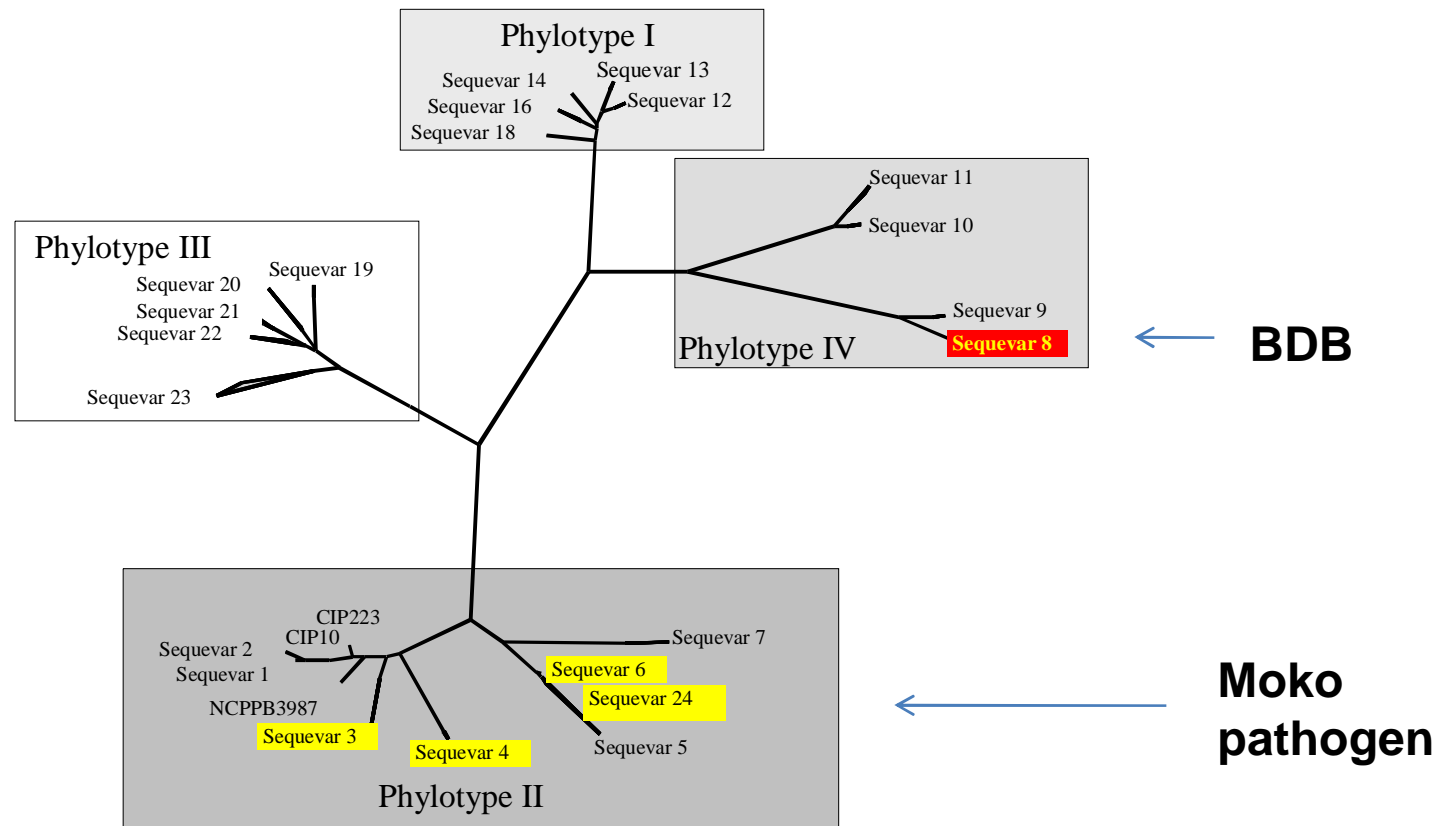 Phylotype I
Sequevar 13
Sequevar 14
Sequevar 12
Sequevar 16
Sequevar 18
Sequevar 11
Sequevar 10
Sequevar 9
Sequevar 8
Phylotype IV
BDB
Phylotype III
Sequevar 19
Sequevar 20
Sequevar 21
Sequevar 22
Sequevar 23
CIP223
CIP10
Sequevar 2
Sequevar 1
NCPPB3987
Sequevar 3
Sequevar 4
Sequevar 7
Sequevar 6
Sequevar 24
Sequevar 5
Phylotype II
Moko
pathogen